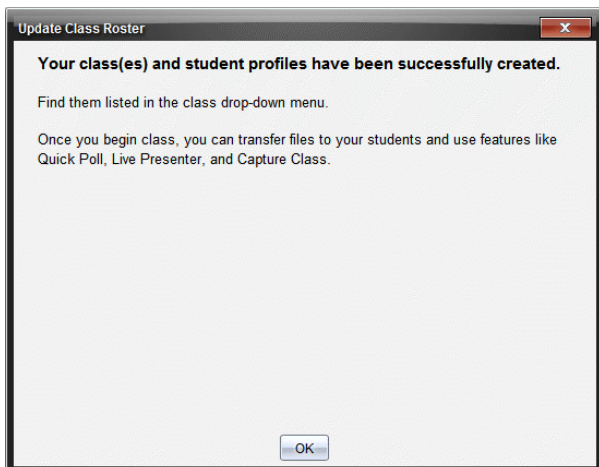 Update Class Roster
Your class(es) and student profiles have been successfully created.
Find them listed in the class drop-down menu.
Once you begin class, you can transfer files to your students and use features like
Quick Poll, Live Presenter, and Capture Class.
OK